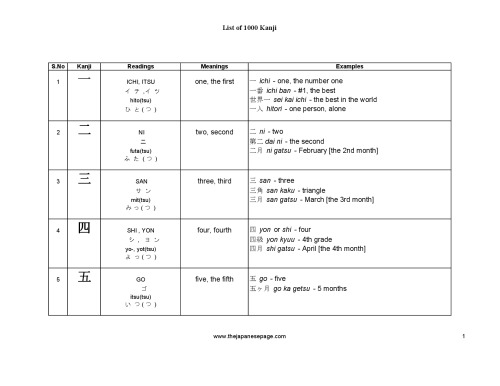 List of 1000 Kanji
S.No Kanji Readings Meanings Examples
1 一 ICHI, ITSU one, the first 一 ichi - one, the number one
イ チ ,イ ツ 一番 ichi ban - #1, the best
hito(tsu) 世界一 sei kai ichi - the best in the world
ひ と ( つ ) 一人 hitori - one person, alone
2 二 NI two, second 二 ni - two
ニ 第二 dai ni - the second
futa(tsu) 二月 ni gatsu - February [the 2nd month]
ふ た ( つ )
3 三 SAN three, third 三 san - three
サ ン 三角 san kaku - triangle
mit(tsu) 三月 san gatsu - March [the 3rd month]
み っ ( つ )
4 四 SHI , YON four, fourth 四 yon or shi - four
シ , ヨ ン 四級 yon kyuu - 4th grade
yo-, yot(tsu) 四月 shi gatsu - April [the 4th month]
よ っ ( つ )
5 五 GO five, the fifth 五 go - five
ゴ 五ヶ月 go ka getsu - 5 months
itsu(tsu)
い つ ( つ )
www.thejapanesepage.com 1